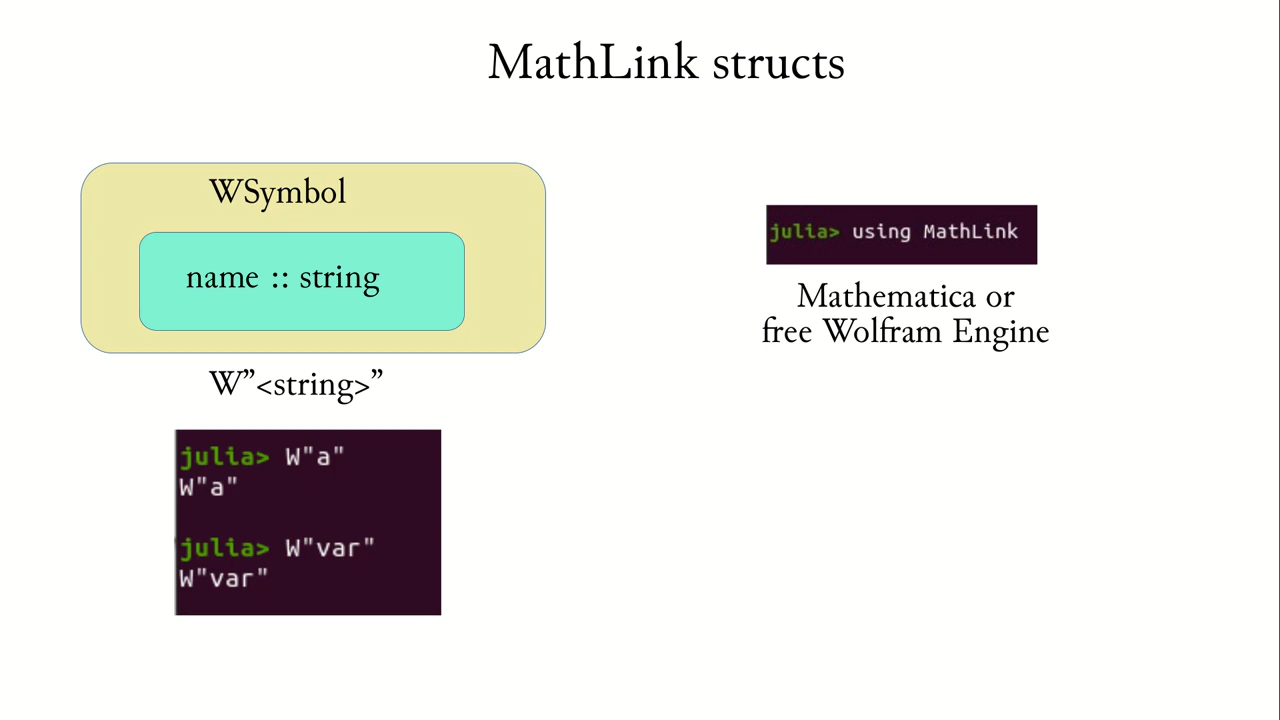 MathLink structs
WSymbol
name :: string
W”<string>”
julia> W"a"
W"a"
julia> W"var"
W"var"
julia> using MathLink
Mathematica or
free Wolfram Engine